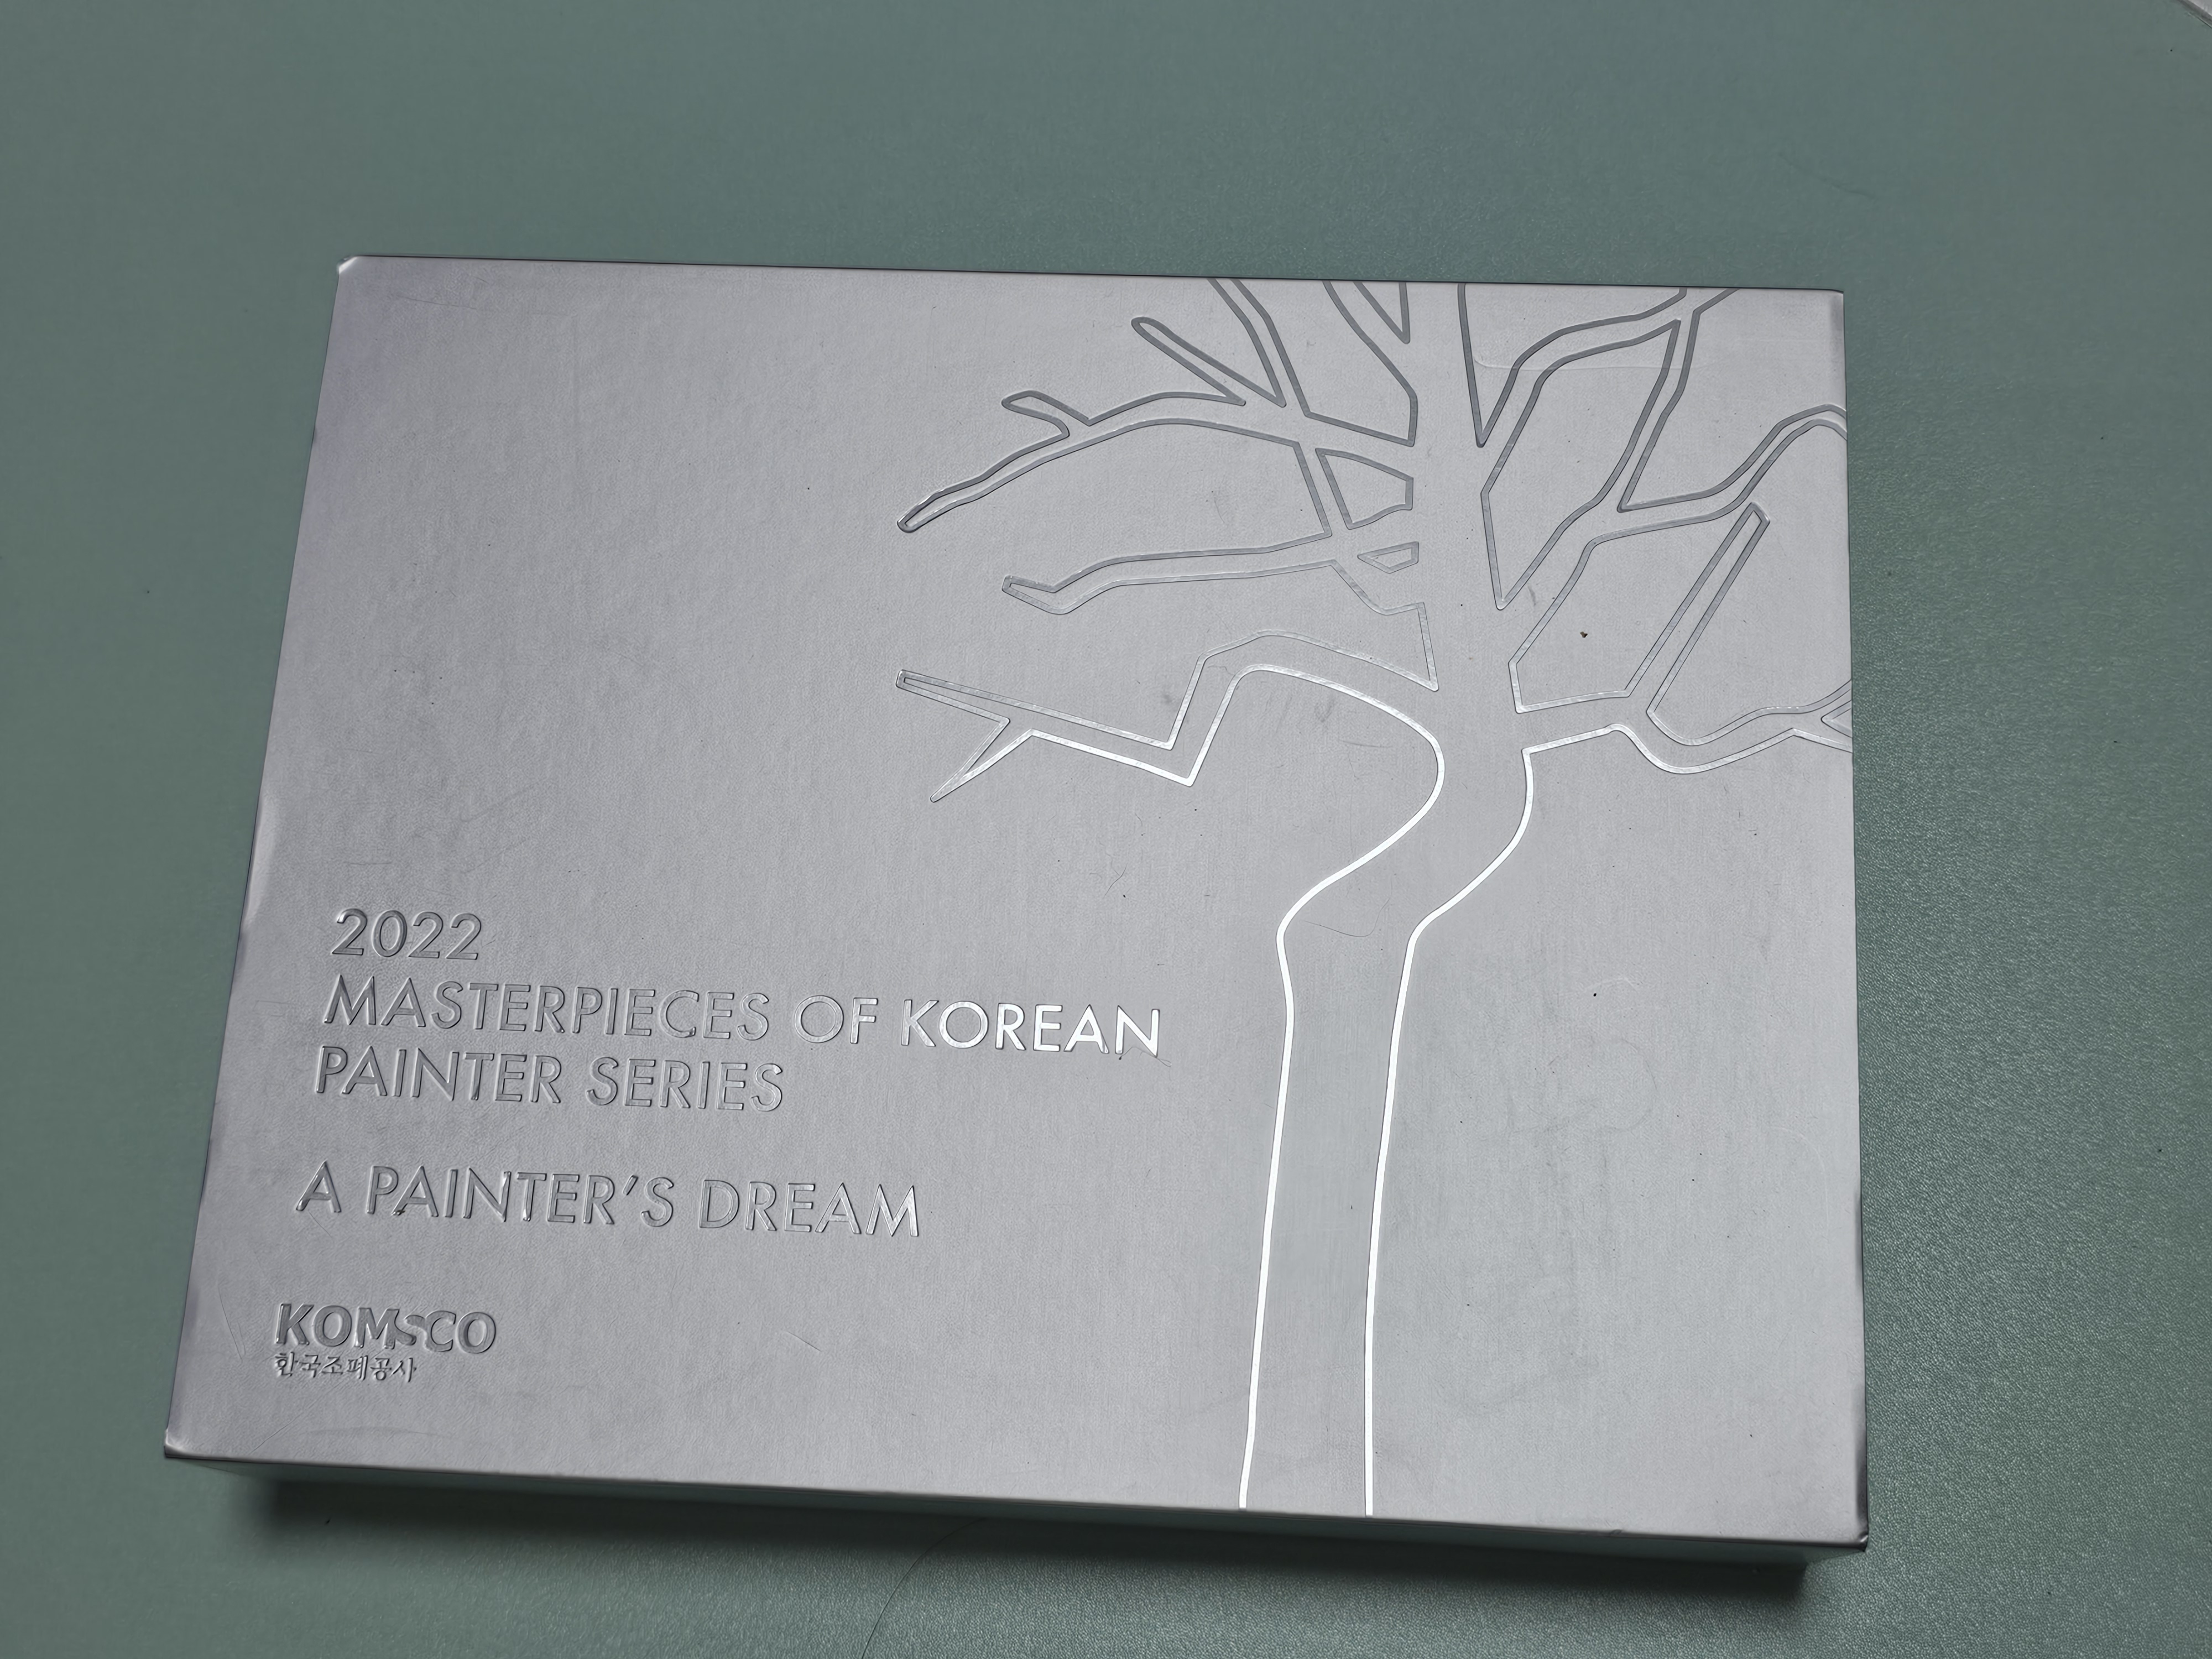 2022
MASTERPIECES OF KOREAN
PAINTER SERIES
A PAINTER'S DREAM
KOMSCO
한국조폐공사